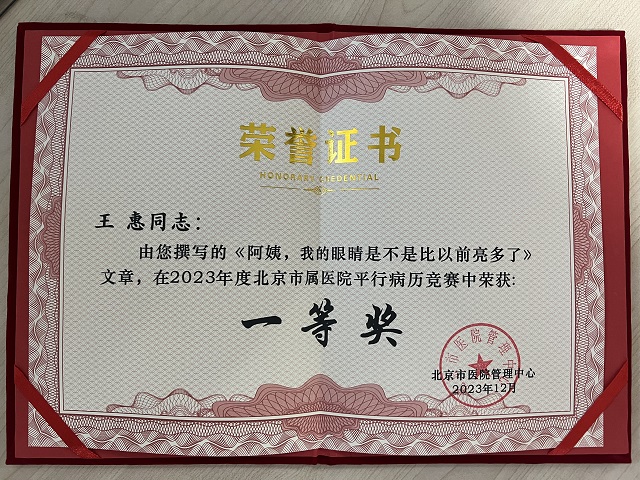 荣誉证书
HONORARY CREDENTIAL
王 惠同志：
由您撰写的《阿姨，我的眼睛是不是比以前亮多了》
文章，在2023年度北京市属医院平行病历竞赛中荣获：
一等奖
北京市医院管理中心
2023年12月